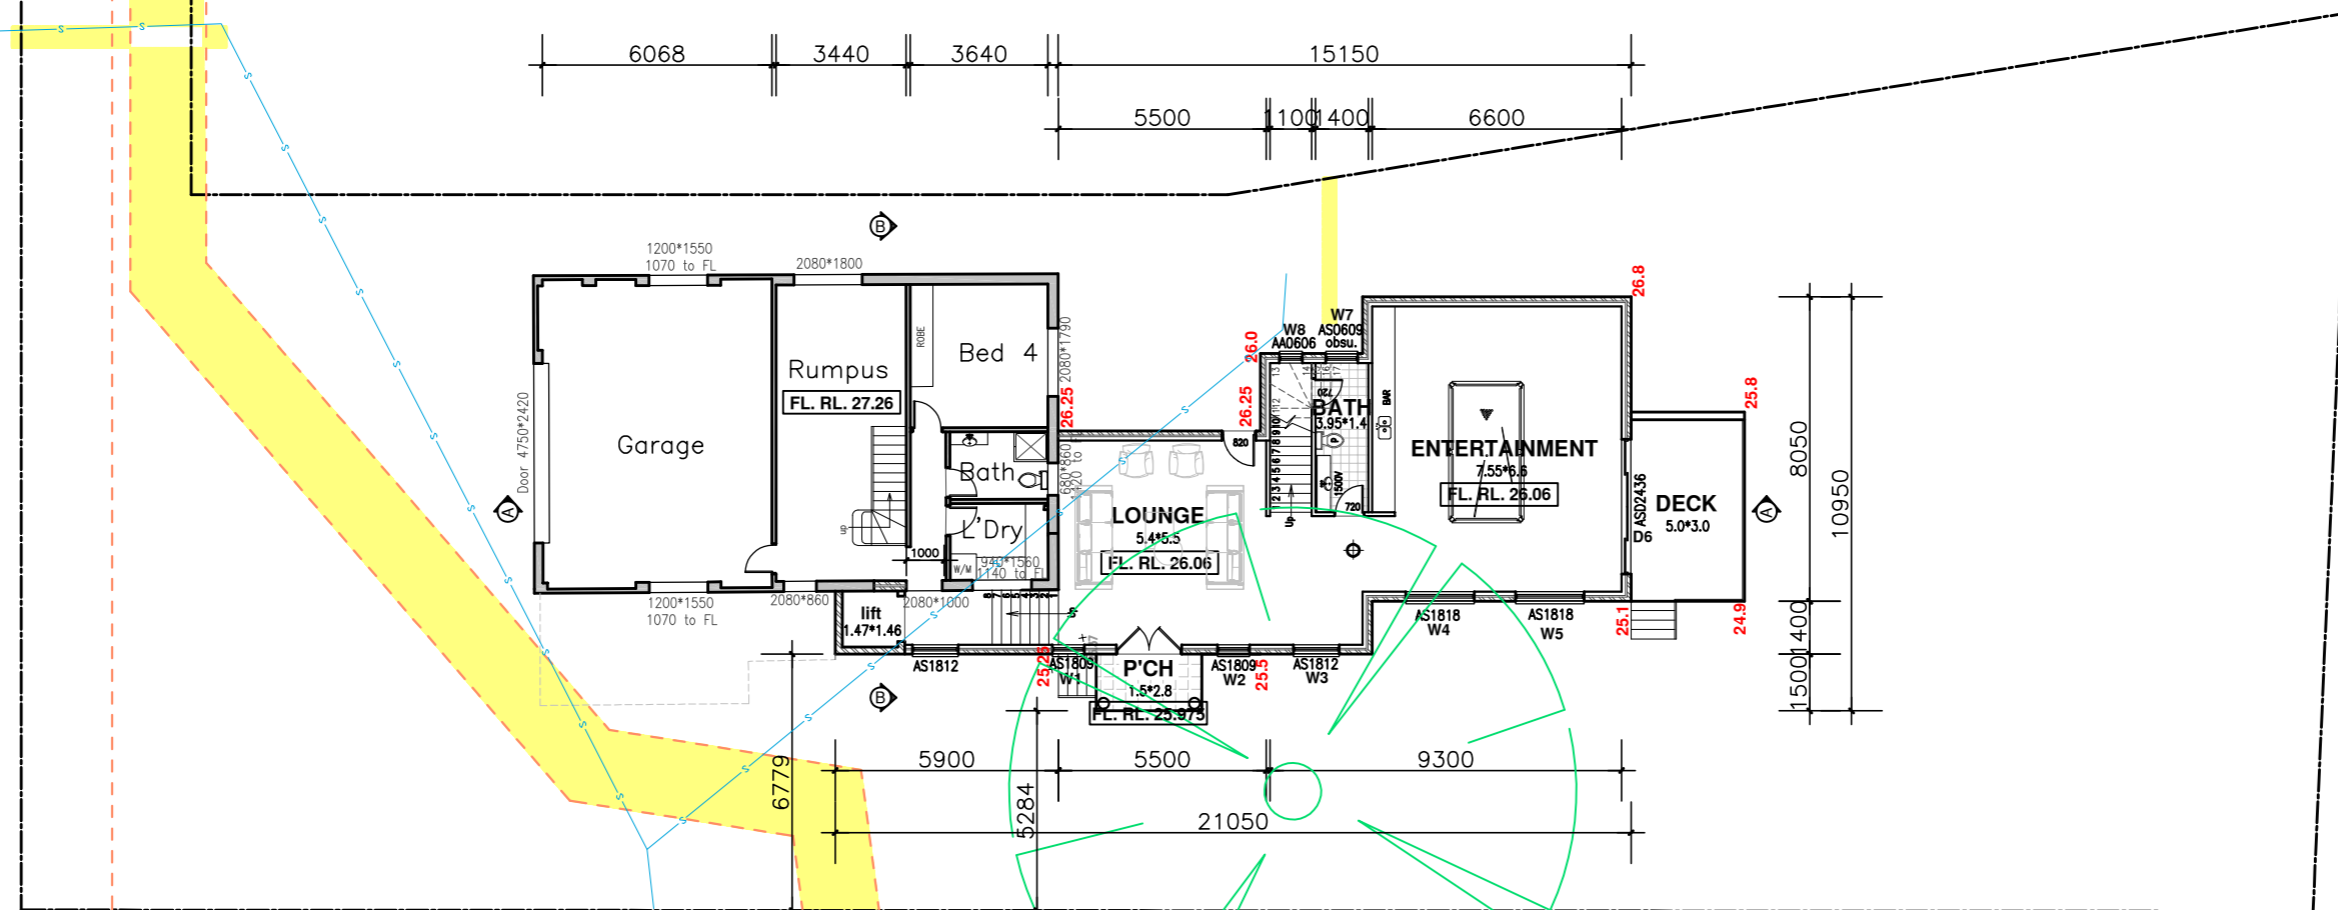 6068
3440
3640
15150
5500
1100
1400
6600
B
1200*1550
1070 to FL
2080*1800
26.8
W8
AA0606
W7
AS0609
obsu.
26.0
ROBE
Bed 4
2080*1790
26.25
26.25
Rumpus
FL. RL. 27.26
25.8
8050
10950
Door 4750*2420
Garage
BATH
3.95*1.4
720
BAR
820
ENTERTAINMENT
7.55*6.6
FL. RL. 26.06
Bath
680*860
1500V
720
D6 ASD2436
DECK
5.0*3.0
A
A
LOUNGE
5.4*5.5
FL. RL. 26.06
L'Dry
up
Up
1000
W/M
940*1560
1140 to FL
1200*1550
1070 to FL
2080*860
2080*1000
lift
1.47*1.46
AS1812
AS1818
W4
AS1818
W5
25.1
24.9
1400
1500
25.25
AS1809
W1
P'CH
1.5*2.8
FL. RL. 25.975
AS1809
W2
25.5
AS1812
W3
B
6779
5900
5500
9300
5284
21050